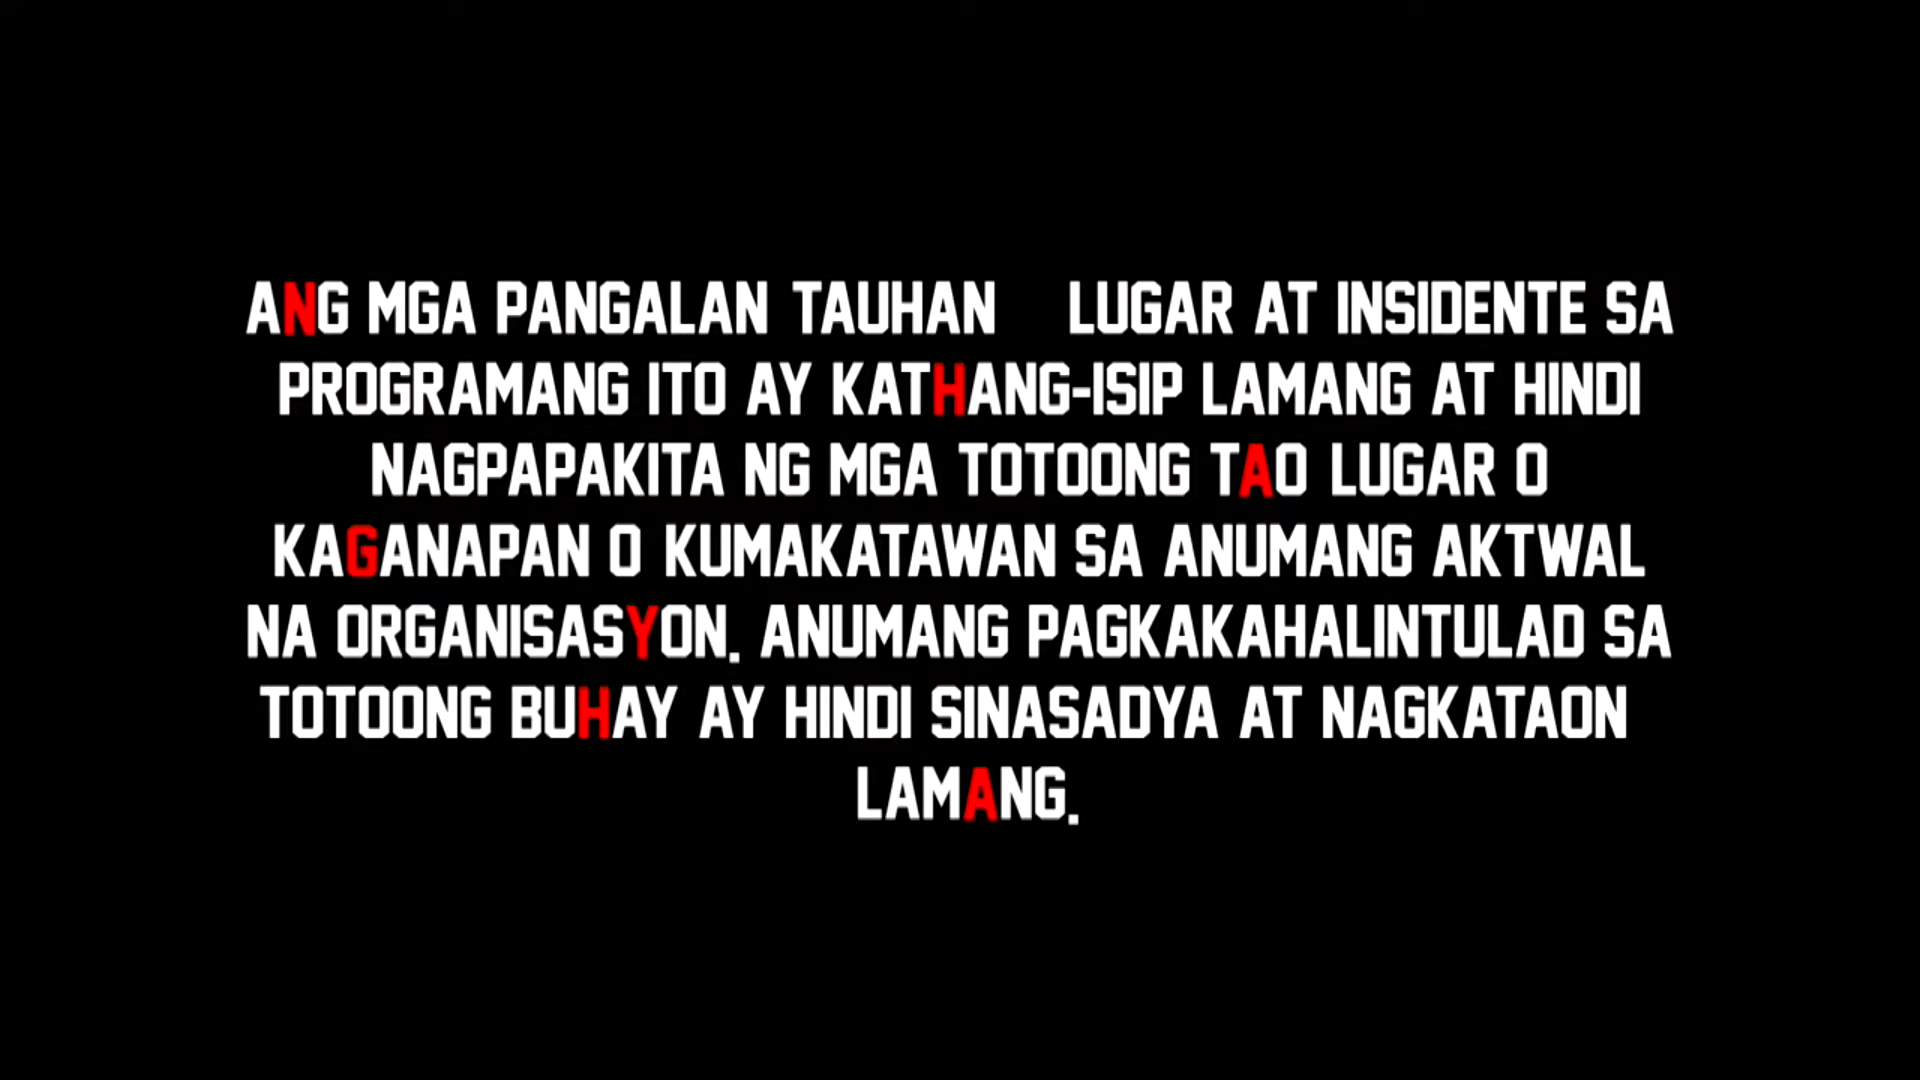 ANG MGA PANGALAN TAUHAN LUGAR AT INSIDENTE SA
PROGRAMANG ITO AY KATHANG-ISIP LAMANG AT HINDI
NAGPAPAKITA NG MGA TOTOONG TAO LUGAR O
KAGANAPAN O KUMAKATAWAN SA ANUMANG AKTWAL
NA ORGANISASYON. ANUMANG PAGKAKAHALINTULAD SA
TOTOONG BUHAY AY HINDI SINASADYA AT NAGKATAON
LAMANG.